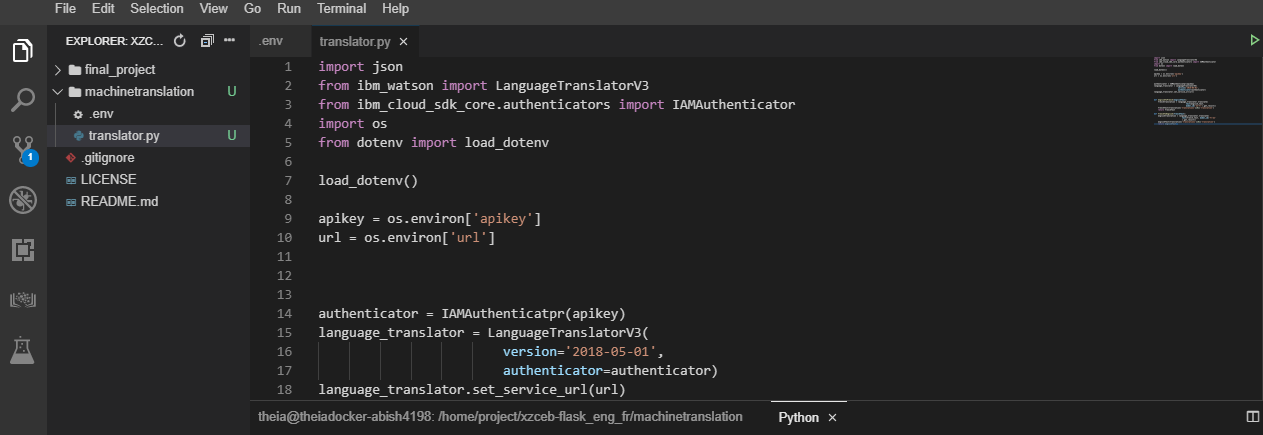 File Edit Selection View Go Run Terminal Help
EXPLORER: XZC...
final_project
machinetranslation U
.env
translator.py U
.gitignore
LICENSE
README.md
1
.env translator.py
1 import json
2 from ibm_watson import LanguageTranslatorV3
3 from ibm_cloud_sdk_core.authenticators import IAMAuthenticator
4 import os
5 from dotenv import load_dotenv
6
7 load_dotenv()
8
9 apikey = os.environ['apikey']
10 url = os.environ['url']
11
12
13
14 authenticator = IAMAuthenticatpr(apikey)
15 language_translator = LanguageTranslatorV3(
16 version='2018-05-01',
17 authenticator=authenticator)
18 language_translator.set_service_url(url)
theia@theiadocker-abish4198: /home/project/xzceb-flask_eng_fr/machinetranslation Python